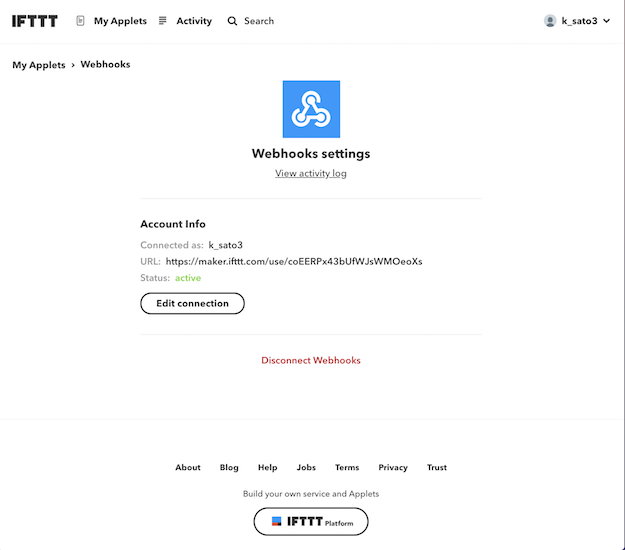 IFTTT My Applets Activity Search k_sato3
My Applets › Webhooks
Webhooks settings
View activity log
Account Info
Connected as: k_sato3
URL: https://maker.ifttt.com/use/coEERPx43bUfWJsWMOeoXs
Status: active
Edit connection
Disconnect Webhooks
About Blog Help Jobs Terms Privacy Trust
Build your own service and Applets
IFTTT Platform